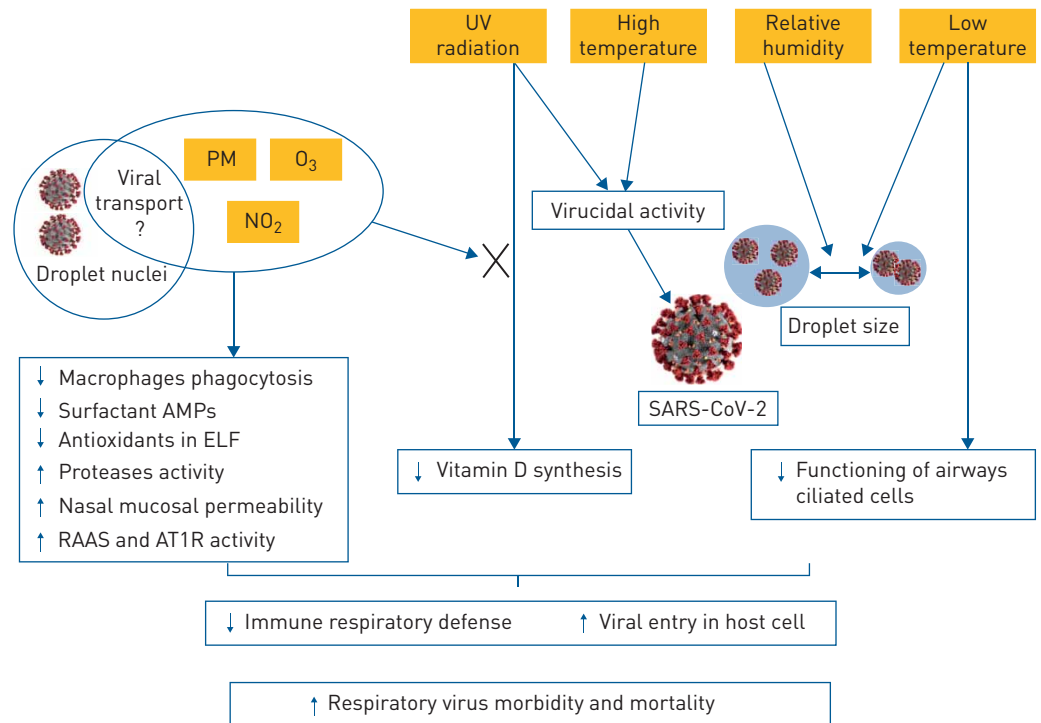 UV
radiation
High
temperature
Relative
humidity
Low
temperature
PM
O₃
NO₂
Viral
transport
?
Droplet nuclei
Virucidal activity
Droplet size
SARS-CoV-2
↓ Macrophages phagocytosis
↓ Surfactant AMPs
↓ Antioxidants in ELF
↑ Proteases activity
↑ Nasal mucosal permeability
↑ RAAS and AT1R activity
↓ Vitamin D synthesis
↓ Functioning of airways
ciliated cells
↓ Immune respiratory defense ↑ Viral entry in host cell
↑ Respiratory virus morbidity and mortality